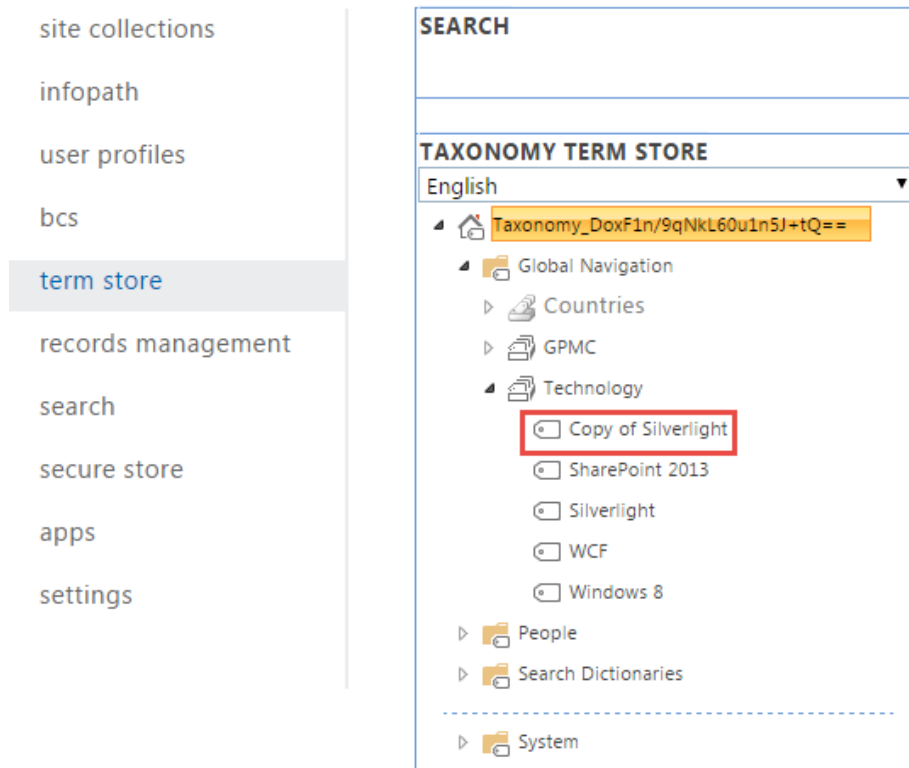 site collections
infopath
user profiles
bcs
term store
records management
search
secure store
apps
settings
SEARCH
TAXONOMY TERM STORE
English
Taxonomy_DoxF1n/9qNkL60u1n5J+tQ==
Global Navigation
Countries
GPMC
Technology
Copy of Silverlight
SharePoint 2013
Silverlight
WCF
Windows 8
People
Search Dictionaries
System